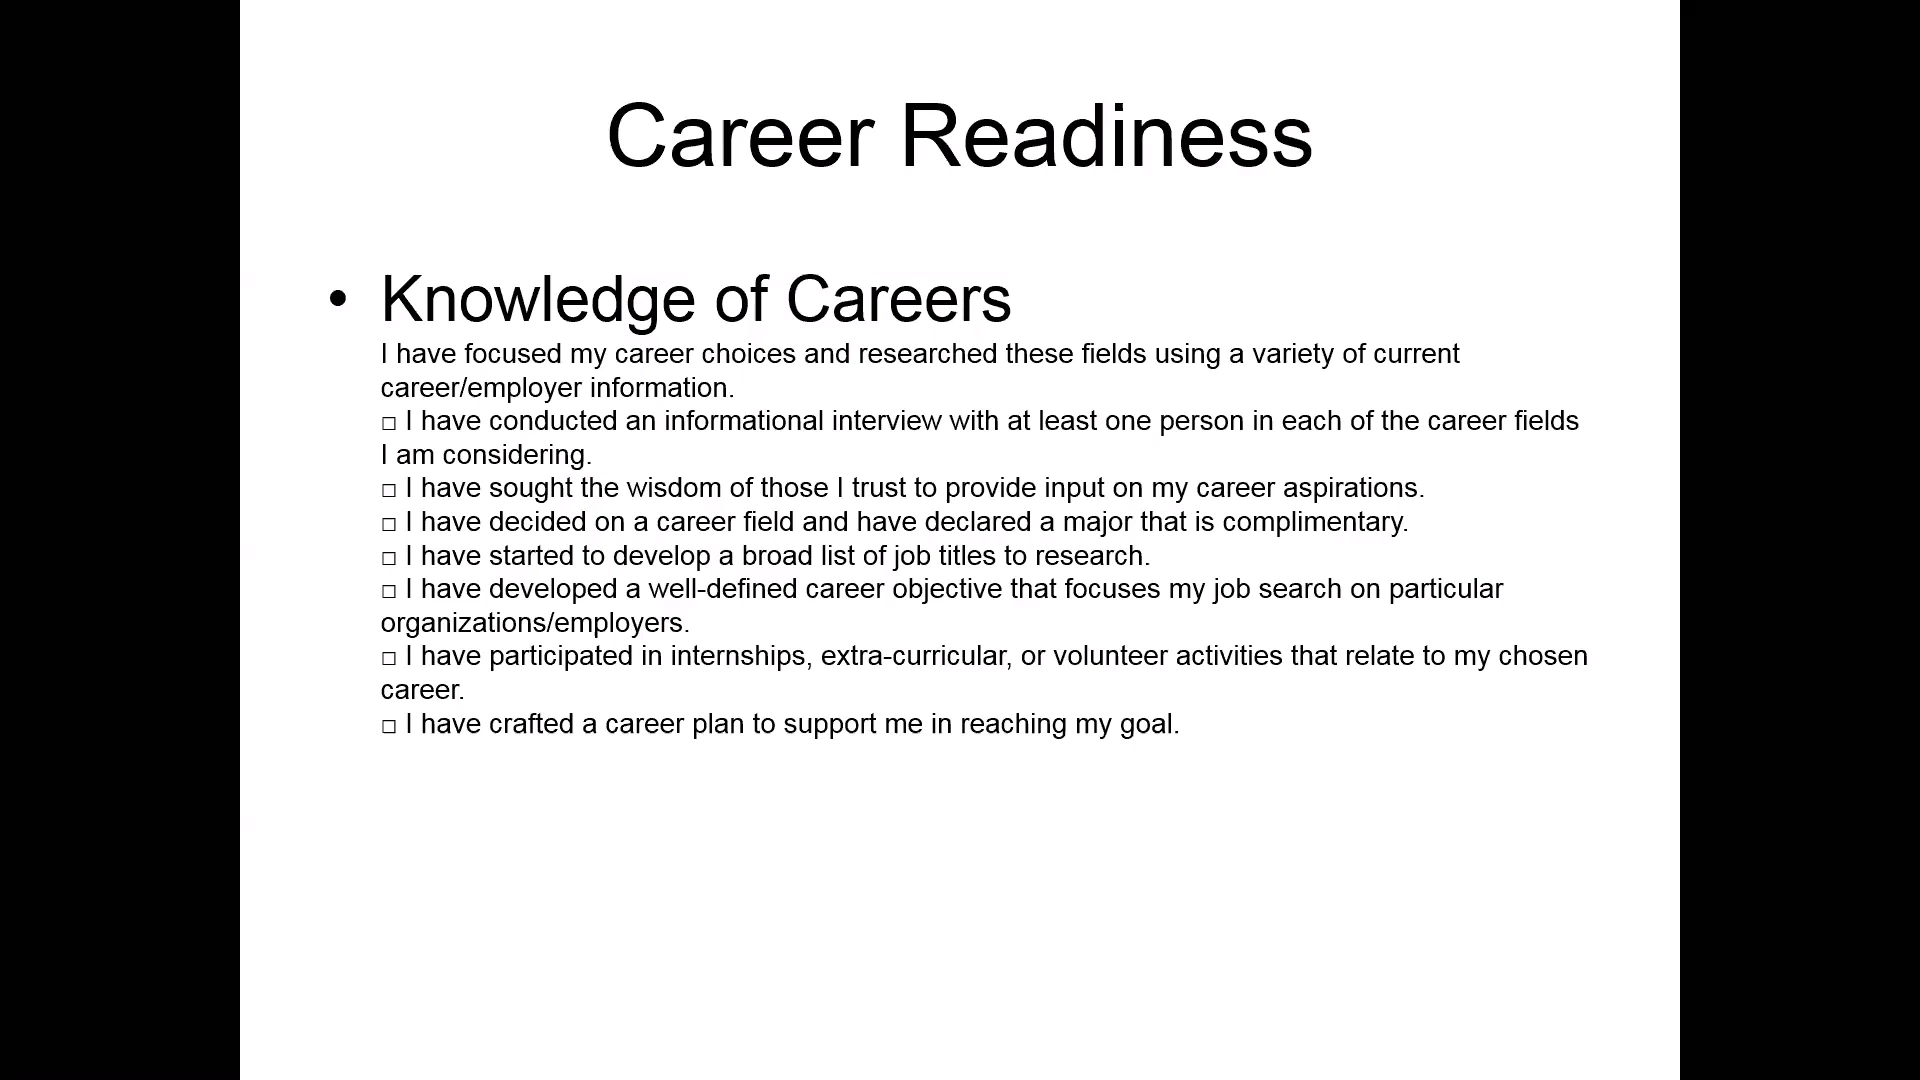 Career Readiness
• Knowledge of Careers
I have focused my career choices and researched these fields using a variety of current
career/employer information.
□ I have conducted an informational interview with at least one person in each of the career fields
I am considering.
□ I have sought the wisdom of those I trust to provide input on my career aspirations.
□ I have decided on a career field and have declared a major that is complimentary.
□ I have started to develop a broad list of job titles to research.
□ I have developed a well-defined career objective that focuses my job search on particular
organizations/employers.
□ I have participated in internships, extra-curricular, or volunteer activities that relate to my chosen
career.
□ I have crafted a career plan to support me in reaching my goal.